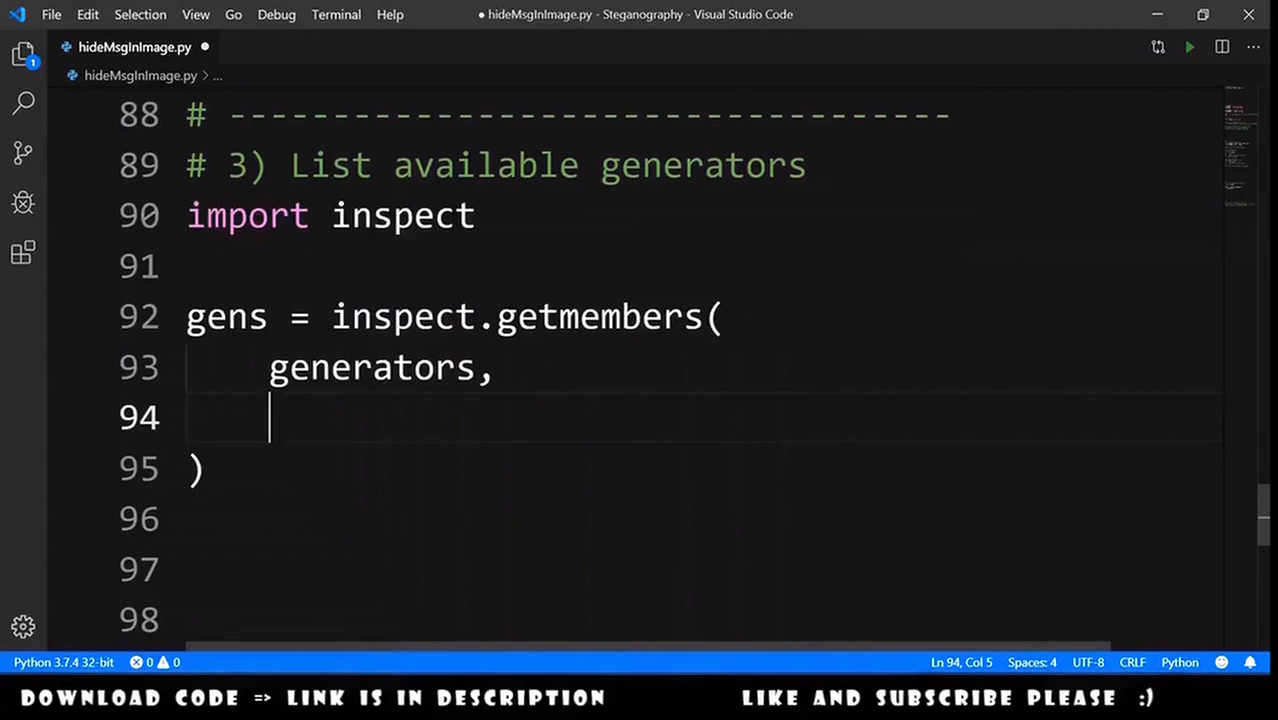 File Edit Selection View Go Debug Terminal Help ● hideMsgInImage.py - Steganography - Visual Studio Code
hideMsgInImage.py
hideMsgInImage.py > ...
1
88 # -----------------------------------
89 # 3) List available generators
90 import inspect
91
92 gens = inspect.getmembers(
93 generators,
94
95 )
96
97
98
Python 3.7.4 32-bit 0 0 Ln 94, Col 5 Spaces: 4 UTF-8 CRLF Python
DOWNLOAD CODE => LINK IS IN DESCRIPTION LIKE AND SUBSCRIBE PLEASE :)